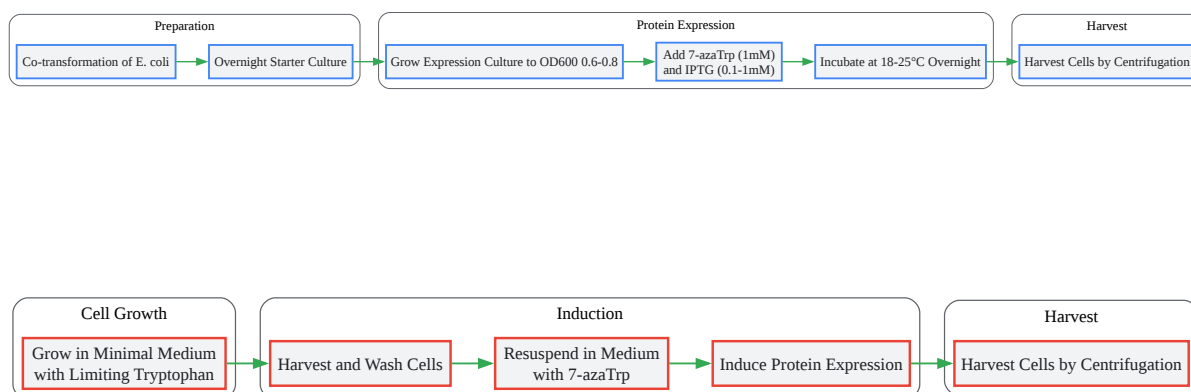 Preparation
Protein Expression
Harvest
Co-transformation of E. coli
Overnight Starter Culture
Grow Expression Culture to OD600 0.6-0.8
Add 7-azaTrp (1mM)
and IPTG (0.1-1mM)
Incubate at 18-25°C Overnight
Harvest Cells by Centrifugation
Cell Growth
Induction
Harvest
Grow in Minimal Medium
with Limiting Tryptophan
Harvest and Wash Cells
Resuspend in Medium
with 7-azaTrp
Induce Protein Expression
Harvest Cells by Centrifugation